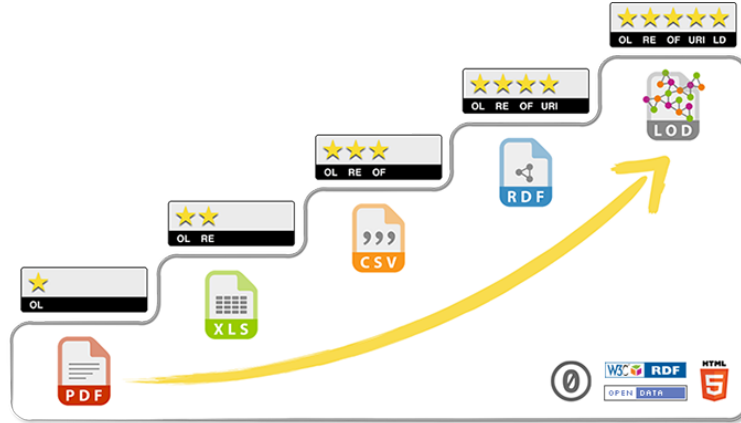 OL RE OF URI LD
OL RE OF URI
LOD
OL RE OF
RDF
OL RE
,,, 
CSV
OL
XLS
PDF
0
W3C RDF
OPEN DATA
HTML
5